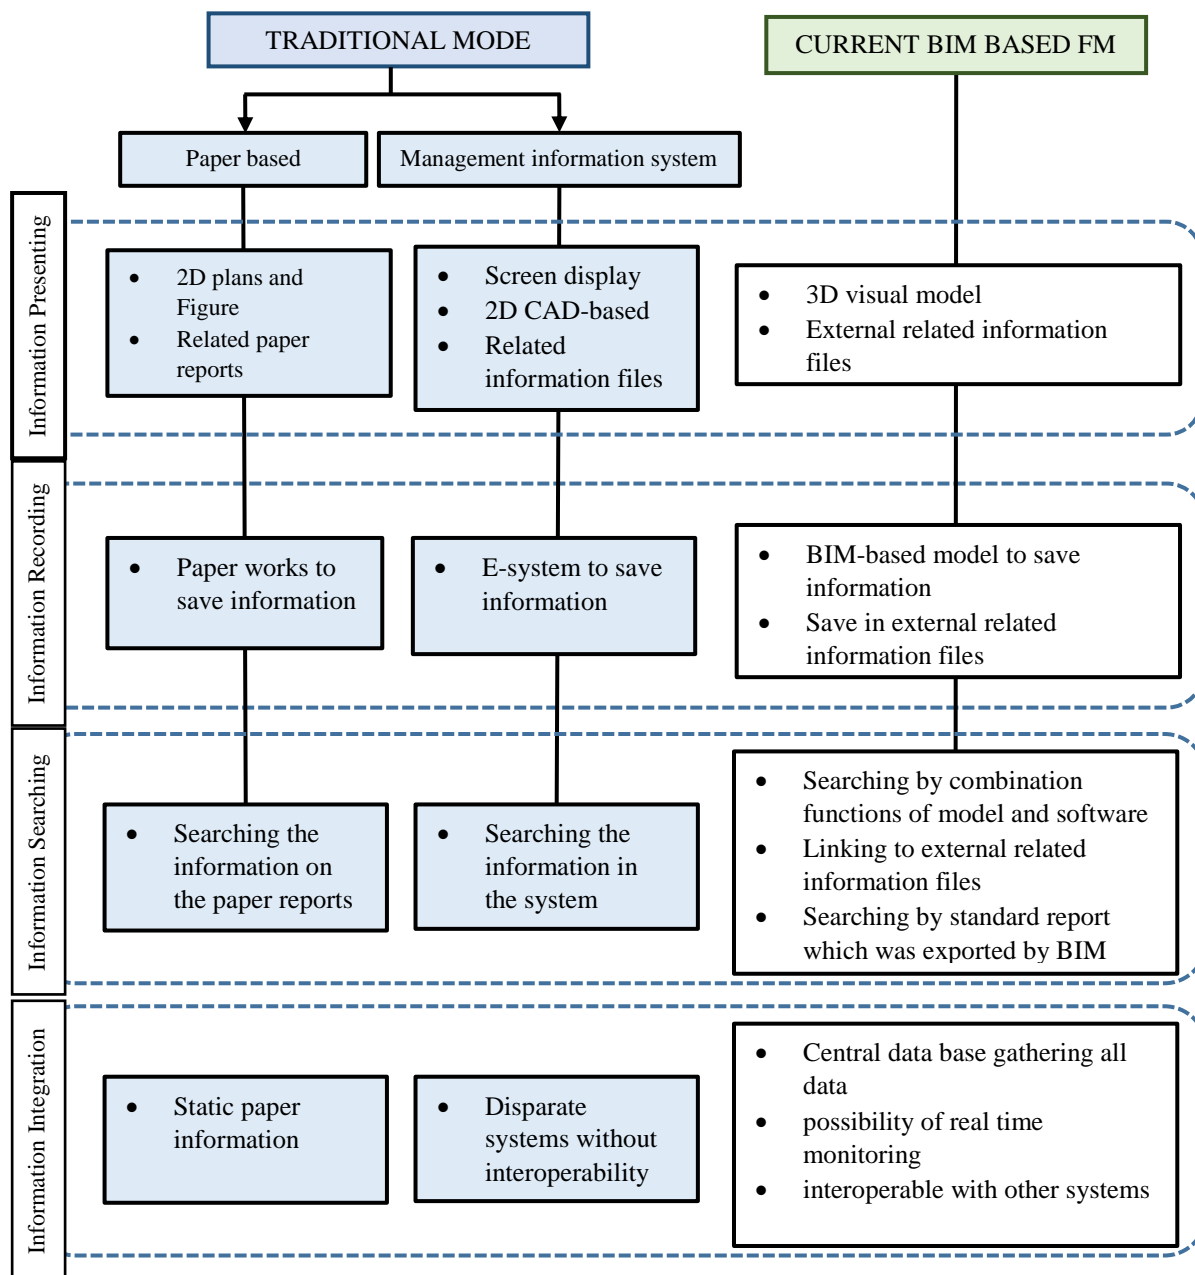 TRADITIONAL MODE
CURRENT BIM BASED FM
Paper based
Management information system
Information Presenting
• 2D plans and
Figure
• Related paper
reports
• Screen display
• 2D CAD-based
• Related
information files
• 3D visual model
• External related information
files
Information Recording
• Paper works to
save information
• E-system to save
information
• BIM-based model to save
information
• Save in external related
information files
Information Searching
• Searching the
information on
the paper reports
• Searching the
information in
the system
• Searching by combination
functions of model and software
• Linking to external related
information files
• Searching by standard report
which was exported by BIM
Information Integration
• Static paper
information
• Disparate
systems without
interoperability
• Central data base gathering all
data
• possibility of real time
monitoring
• interoperable with other systems